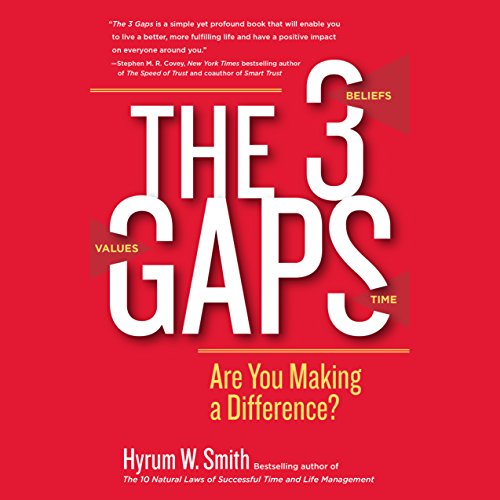 "The 3 Gaps is a simple yet profound book that will enable you
to live a better, more fulfilling life and have a positive impact
on everyone around you."
—Stephen M. R. Covey, New York Times bestselling author
of The Speed of Trust and coauthor of Smart Trust
THE 3
BELIEFS
VALUES
GAPS
TIME
Are You Making
a Difference?
Hyrum W. Smith Bestselling author of
The 10 Natural Laws of Successful Time and Life Management